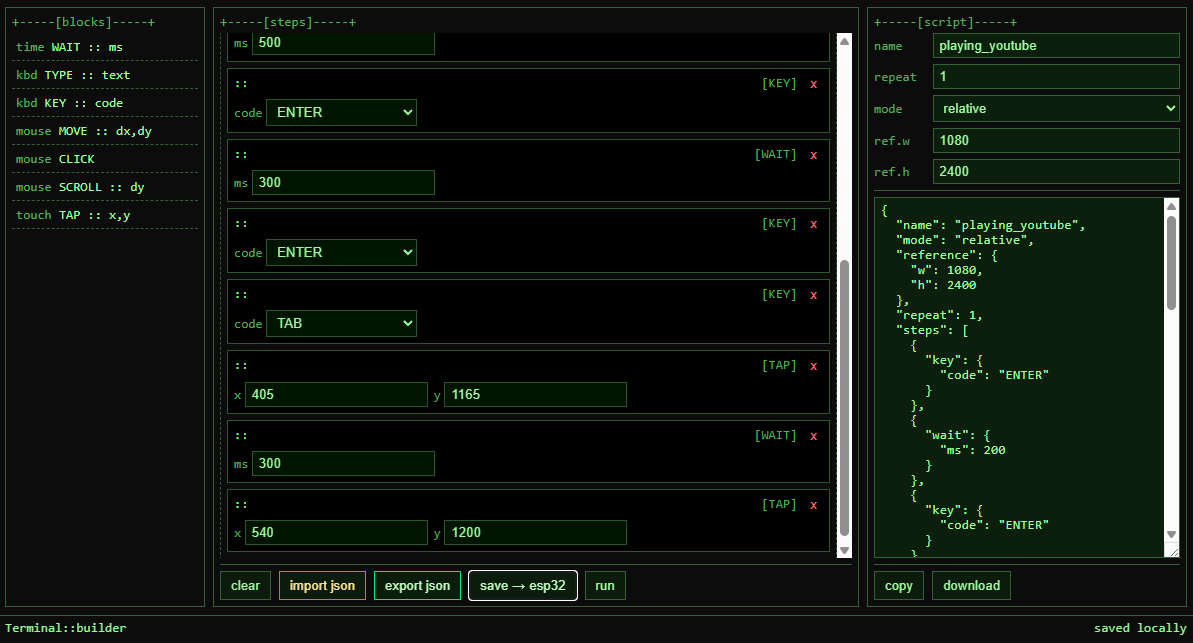 +-----[blocks]-----+
time WAIT :: ms
kbd TYPE :: text
kbd KEY :: code
mouse MOVE :: dx,dy
mouse CLICK
mouse SCROLL :: dy
touch TAP :: x,y
+-----[steps]-----+
ms 500
:: [KEY] x
code ENTER
:: [WAIT] x
ms 300
:: [KEY] x
code ENTER
:: [KEY] x
code TAB
:: [TAP] x
x 405 y 1165
:: [WAIT] x
ms 300
:: [TAP] x
x 540 y 1200
clear import json export json save → esp32 run
+-----[script]-----+
name playing_youtube
repeat 1
mode relative
ref.w 1080
ref.h 2400
{
"name": "playing_youtube",
"mode": "relative",
"reference": {
"w": 1080,
"h": 2400
},
"repeat": 1,
"steps": [
{
"key": {
"code": "ENTER"
}
},
{
"wait": {
"ms": 200
}
},
{
"key": {
"code": "ENTER"
}
}
copy download
Terminal::builder saved locally